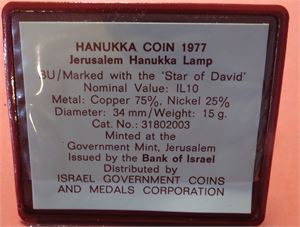 HANUKKA COIN 1977
Jerusalem Hanukka Lamp
BU/Marked with the 'Star of David'
Nominal Value: IL10
Metal: Copper 75%, Nickel 25%
Diameter: 34 mm/Weight: 15 g.
Cat. No.: 31802003
Minted at the
Government Mint, Jerusalem
Issued by the Bank of Israel
Distributed by
ISRAEL GOVERNMENT COINS
AND MEDALS CORPORATION